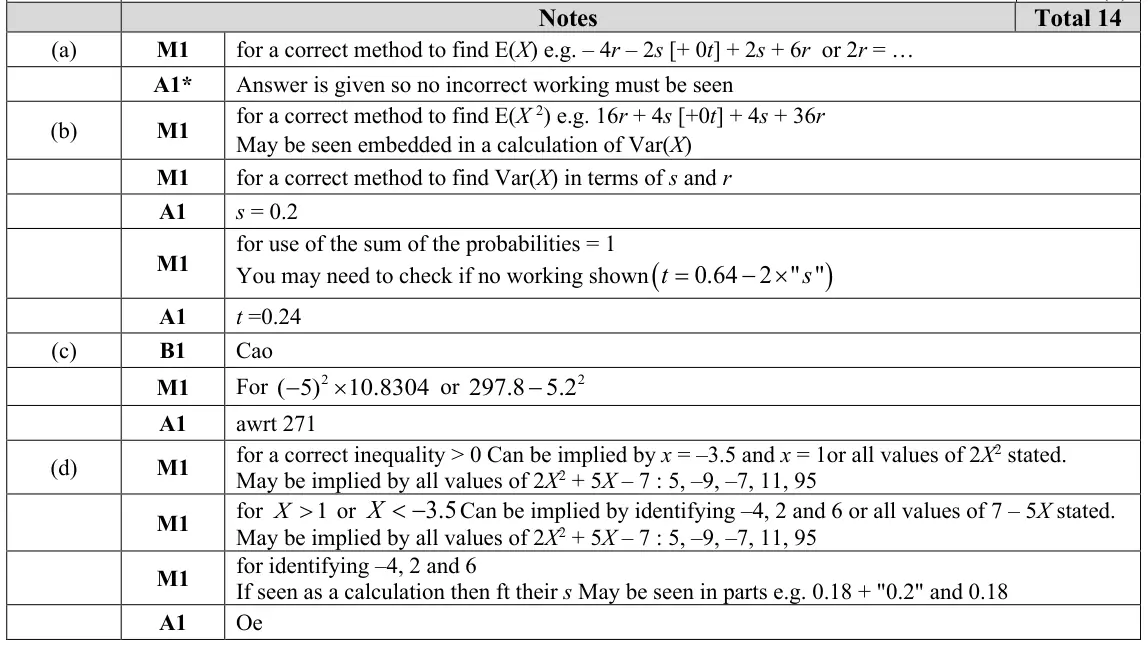 Notes Total 14
(a) M1 for a correct method to find E(X) e.g. – 4r – 2s [+ 0t] + 2s + 6r or 2r = …
A1* Answer is given so no incorrect working must be seen
(b) M1 for a correct method to find E(X²) e.g. 16r + 4s [+0t] + 4s + 36r
May be seen embedded in a calculation of Var(X)
M1 for a correct method to find Var(X) in terms of s and r
A1 s = 0.2
M1 for use of the sum of the probabilities = 1
You may need to check if no working shown (t = 0.64 − 2 × "s")
A1 t =0.24
(c) B1 Cao
M1 For (−5)² × 10.8304 or 297.8 − 5.2²
A1 awrt 271
(d) M1 for a correct inequality > 0 Can be implied by x = –3.5 and x = 1or all values of 2X² stated.
May be implied by all values of 2X² + 5X – 7 : 5, –9, –7, 11, 95
M1 for X > 1 or X < −3.5 Can be implied by identifying –4, 2 and 6 or all values of 7 – 5X stated.
May be implied by all values of 2X² + 5X – 7 : 5, –9, –7, 11, 95
M1 for identifying –4, 2 and 6
If seen as a calculation then ft their s May be seen in parts e.g. 0.18 + "0.2" and 0.18
A1 Oe